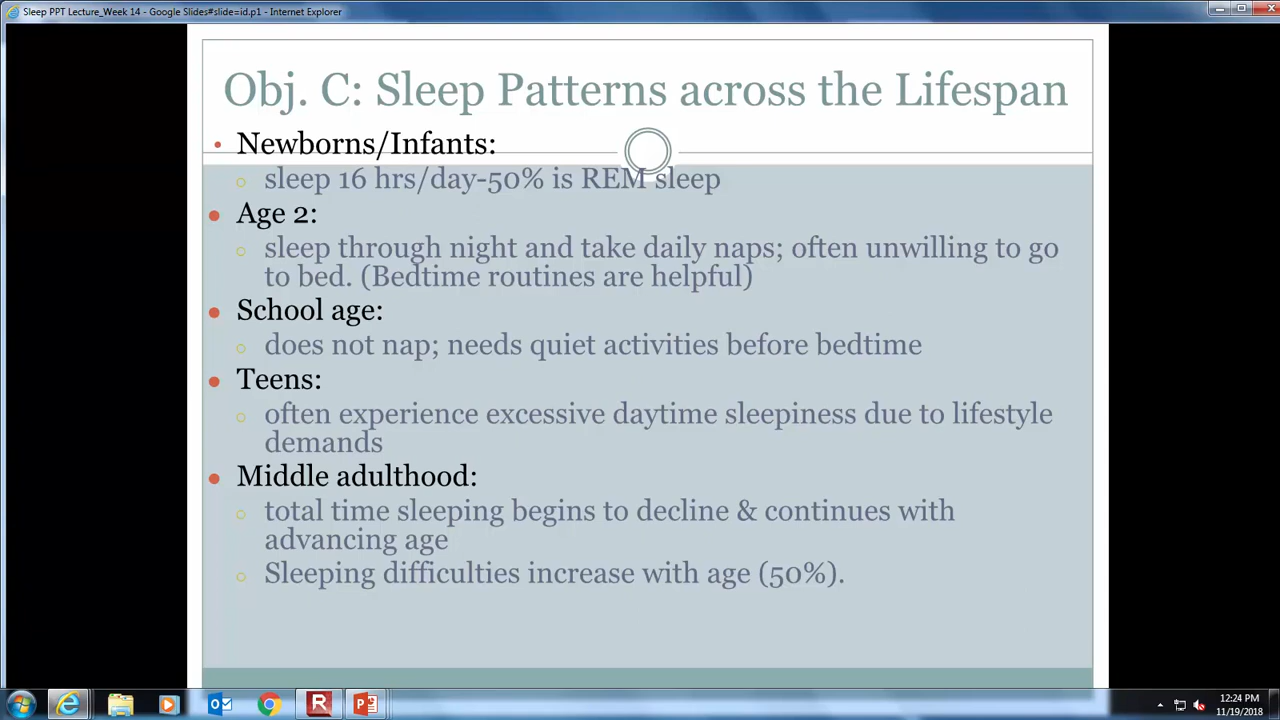 Sleep PPT Lecture_Week 14 - Google Slides#slide=id.p1 - Internet Explorer
Obj. C: Sleep Patterns across the Lifespan
• Newborns/Infants:
○ sleep 16 hrs/day-50% is REM sleep
• Age 2:
○ sleep through night and take daily naps; often unwilling to go
to bed. (Bedtime routines are helpful)
• School age:
○ does not nap; needs quiet activities before bedtime
• Teens:
○ often experience excessive daytime sleepiness due to lifestyle
demands
• Middle adulthood:
○ total time sleeping begins to decline & continues with
advancing age
○ Sleeping difficulties increase with age (50%).
12:24 PM
11/19/2018